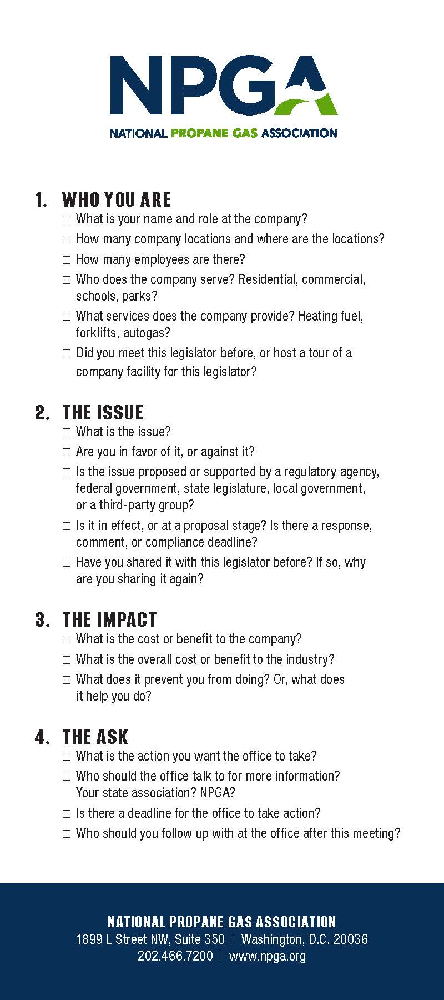 NPGA
NATIONAL PROPANE GAS ASSOCIATION
1. WHO YOU ARE
☐ What is your name and role at the company?
☐ How many company locations and where are the locations?
☐ How many employees are there?
☐ Who does the company serve? Residential, commercial,
schools, parks?
☐ What services does the company provide? Heating fuel,
forklifts, autogas?
☐ Did you meet this legislator before, or host a tour of a
company facility for this legislator?
2. THE ISSUE
☐ What is the issue?
☐ Are you in favor of it, or against it?
☐ Is the issue proposed or supported by a regulatory agency,
federal government, state legislature, local government,
or a third-party group?
☐ Is it in effect, or at a proposal stage? Is there a response,
comment, or compliance deadline?
☐ Have you shared it with this legislator before? If so, why
are you sharing it again?
3. THE IMPACT
☐ What is the cost or benefit to the company?
☐ What is the overall cost or benefit to the industry?
☐ What does it prevent you from doing? Or, what does
it help you do?
4. THE ASK
☐ What is the action you want the office to take?
☐ Who should the office talk to for more information?
Your state association? NPGA?
☐ Is there a deadline for the office to take action?
☐ Who should you follow up with at the office after this meeting?
NATIONAL PROPANE GAS ASSOCIATION
1899 L Street NW, Suite 350 | Washington, D.C. 20036
202.466.7200 | www.npga.org